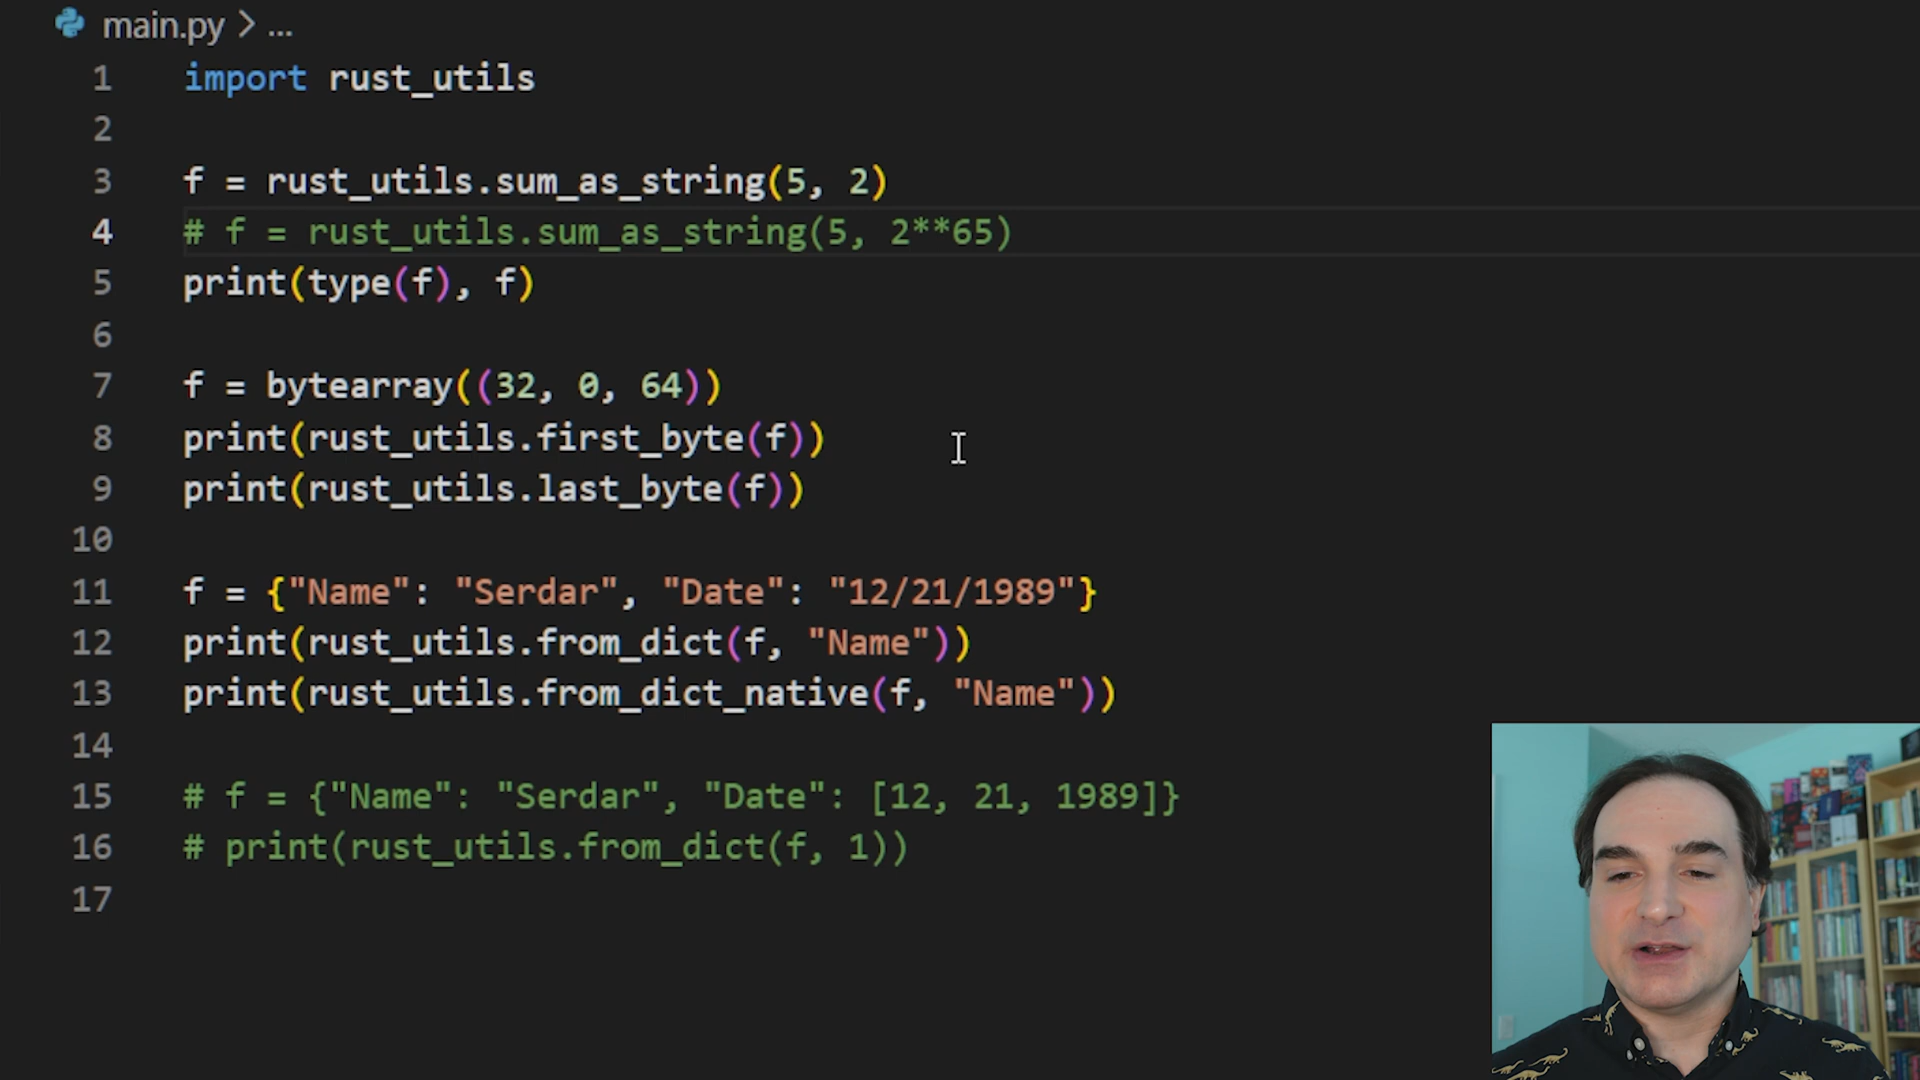 main.py > ...
1 import rust_utils
2
3 f = rust_utils.sum_as_string(5, 2)
4 # f = rust_utils.sum_as_string(5, 2**65)
5 print(type(f), f)
6
7 f = bytearray((32, 0, 64))
8 print(rust_utils.first_byte(f))
9 print(rust_utils.last_byte(f))
10
11 f = {"Name": "Serdar", "Date": "12/21/1989"}
12 print(rust_utils.from_dict(f, "Name"))
13 print(rust_utils.from_dict_native(f, "Name"))
14
15 # f = {"Name": "Serdar", "Date": [12, 21, 1989]}
16 # print(rust_utils.from_dict(f, 1))
17